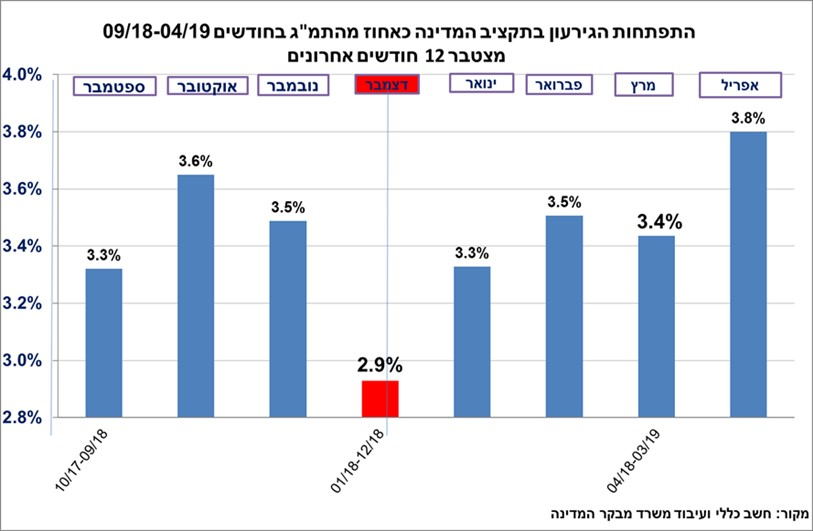 התפתחות הגירעון בתקציב המדינה כאחוז מהתמ"ג בחודשים 09/18-04/19
מצטבר 12 חודשים אחרונים
4.0%
ספטמבר
אוקטובר
נובמבר
דצמבר
ינואר
פברואר
מרץ
אפריל
3.8%
3.6%
3.4%
3.2%
3.0%
2.8%
3.3%
3.6%
3.5%
2.9%
3.3%
3.5%
3.4%
3.8%
10/17-09/18
01/18-12/18
04/18-03/19
מקור: חשב כללי ועיבוד משרד מבקר המדינה